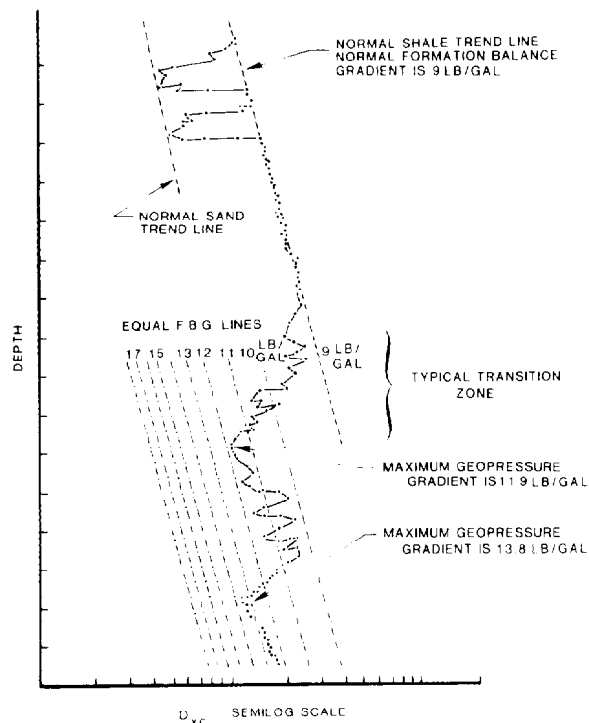 NORMAL SHALE TREND LINE
NORMAL FORMATION BALANCE
GRADIENT IS 9 LB/GAL
NORMAL SAND
TREND LINE
DEPTH
EQUAL F B G LINES
LB/
GAL
17 15 13 12 11 10
9 LB/
GAL
TYPICAL TRANSITION
ZONE
MAXIMUM GEOPRESSURE
GRADIENT IS 11.9 LB/GAL
MAXIMUM GEOPRESSURE
GRADIENT IS 13.8 LB/GAL
Dxc SEMILOG SCALE